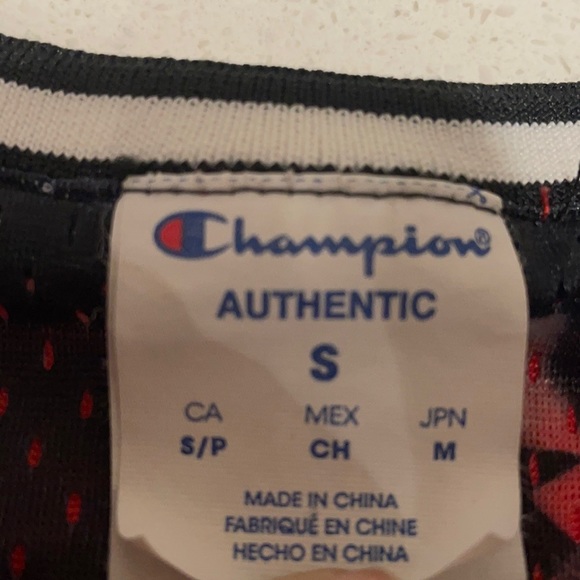 Champion®
AUTHENTIC
S
CA MEX JPN
S/P CH M
MADE IN CHINA
FABRIQUÉ EN CHINE
HECHO EN CHINA